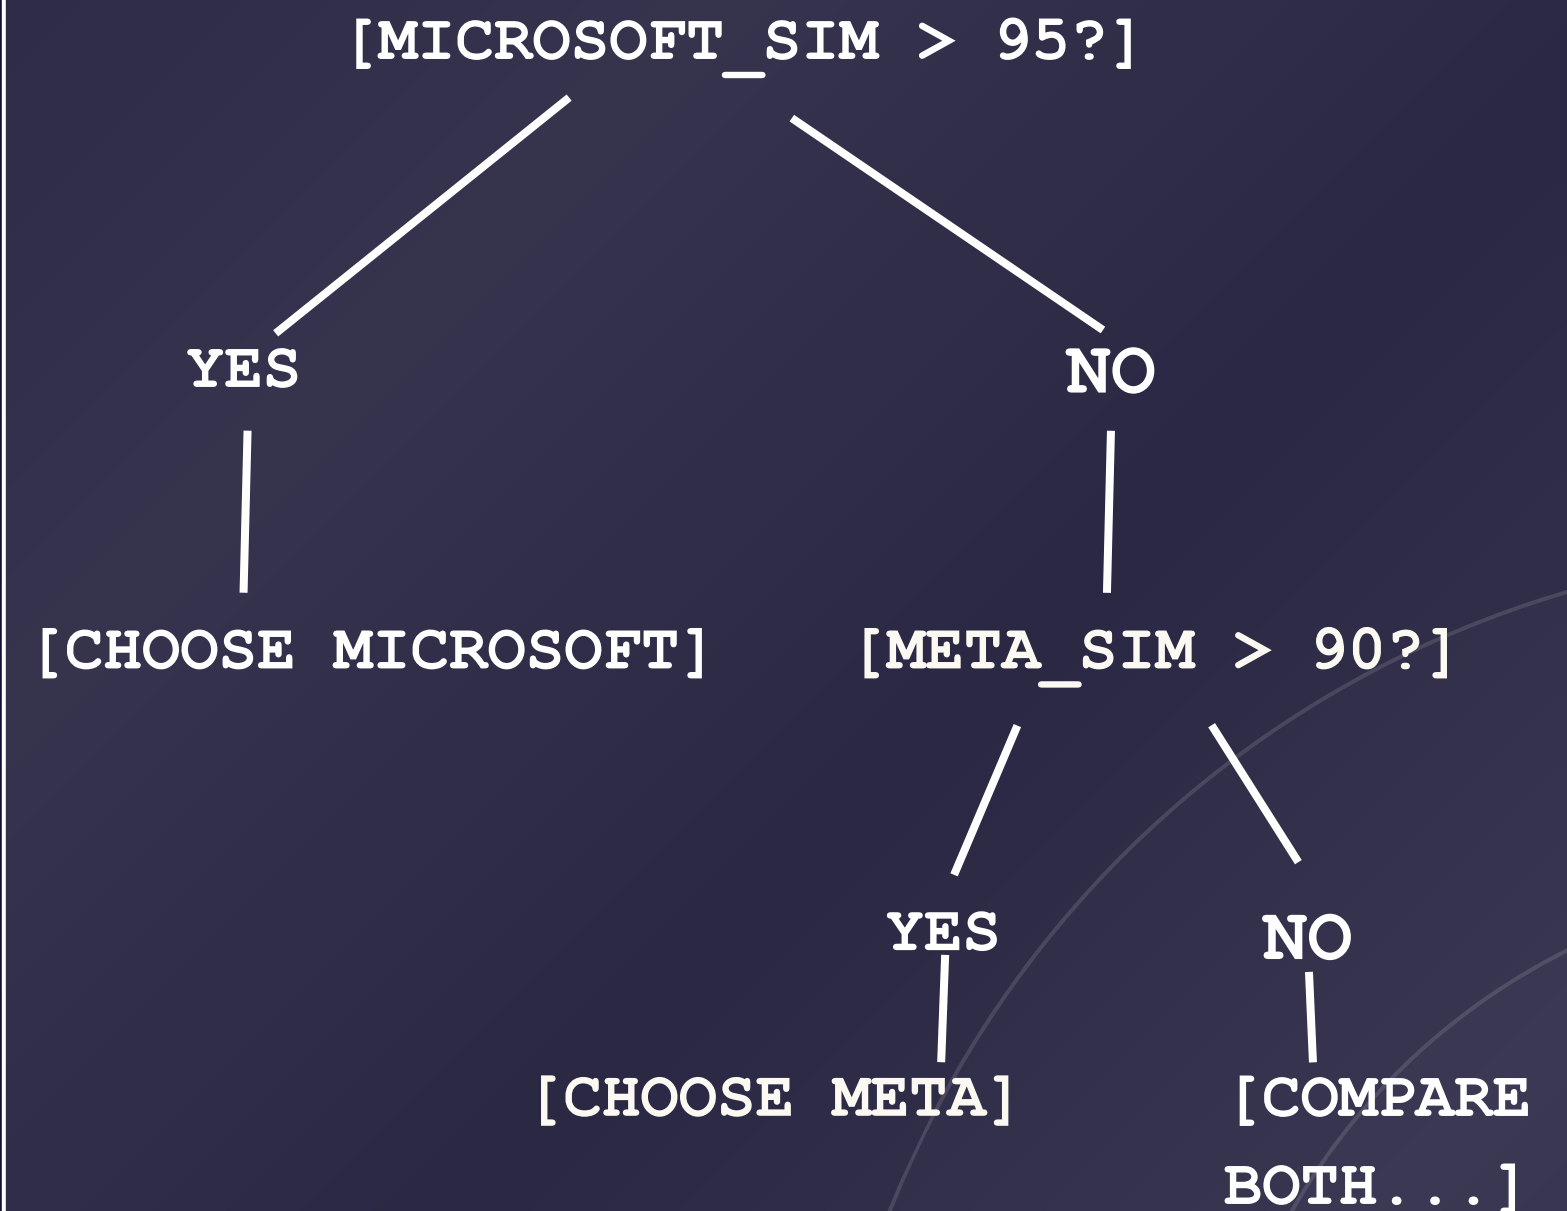 [MICROSOFT_SIM > 95?]
YES
NO
[CHOOSE MICROSOFT]
[META_SIM > 90?]
YES
NO
[CHOOSE META]
[COMPARE
BOTH...]